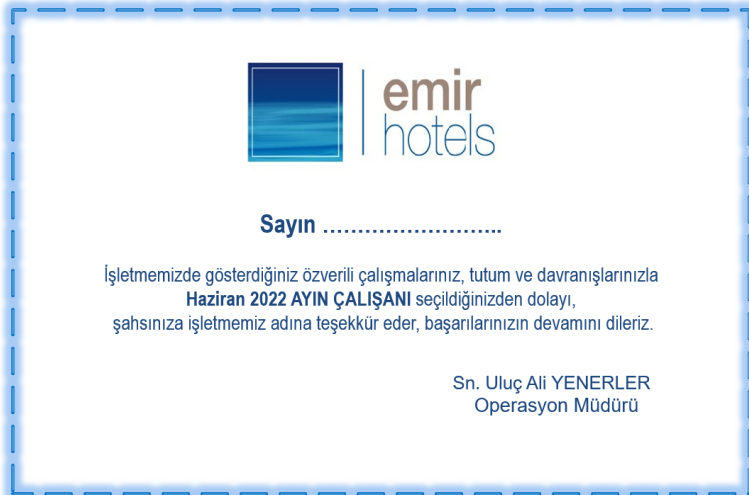 emir
hotels
Sayın ………………………..
İşletmemizde gösterdiğiniz özverili çalışmalarınız, tutum ve davranışlarınızla
Haziran 2022 AYIN ÇALIŞANI seçildiğinizden dolayı,
şahsınıza işletmemiz adına teşekkür eder, başarılarınızın devamını dileriz.
Sn. Uluç Ali YENERLER
Operasyon Müdürü